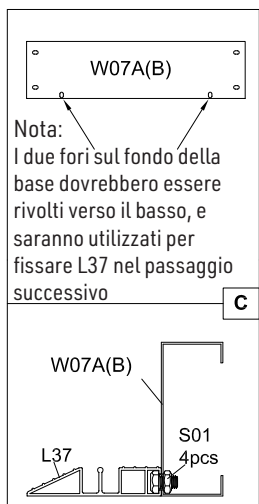 W07A(B)
Nota:
I due fori sul fondo della
base dovrebbero essere
rivolti verso il basso, e
saranno utilizzati per
fissare L37 nel passaggio
successivo
C
W07A(B)
L37
S01
4pcs